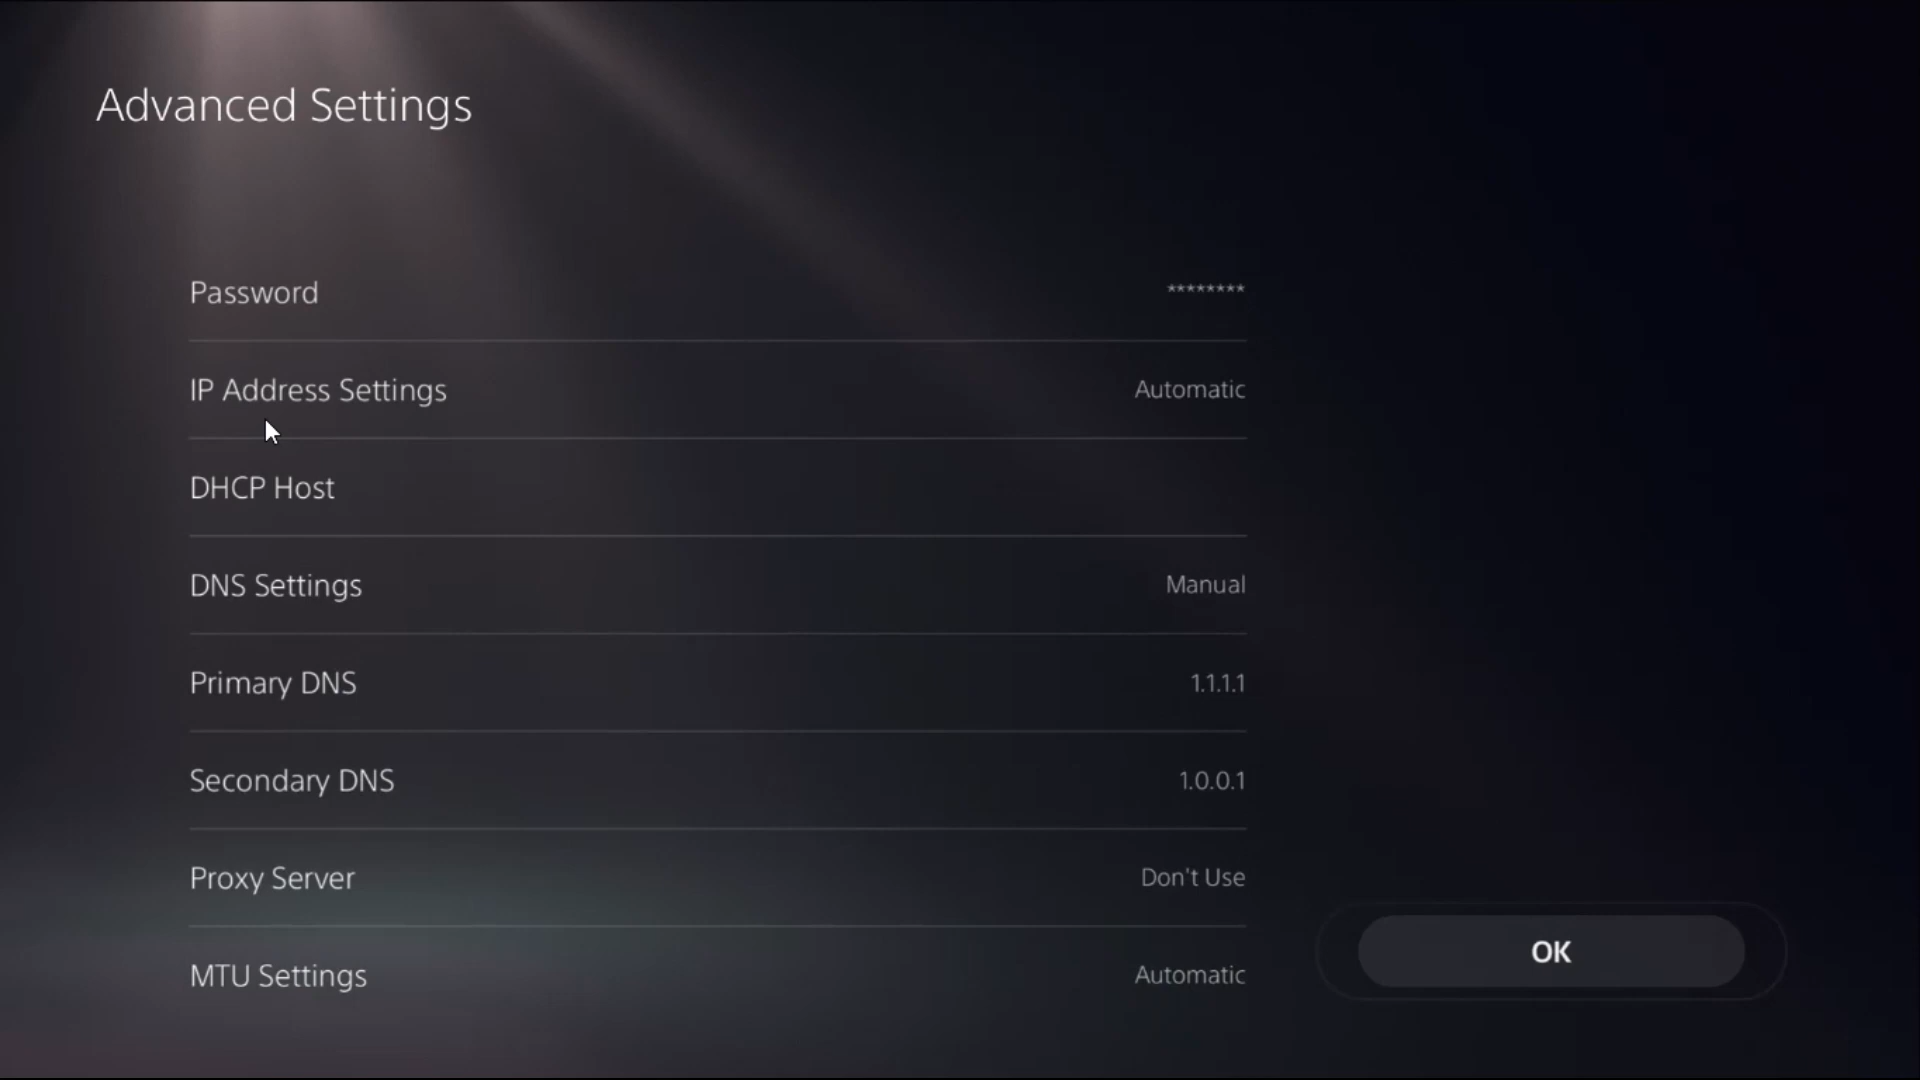 Advanced Settings
Password ********
IP Address Settings Automatic
DHCP Host
DNS Settings Manual
Primary DNS 1.1.1.1
Secondary DNS 1.0.0.1
Proxy Server Don't Use
MTU Settings Automatic
OK